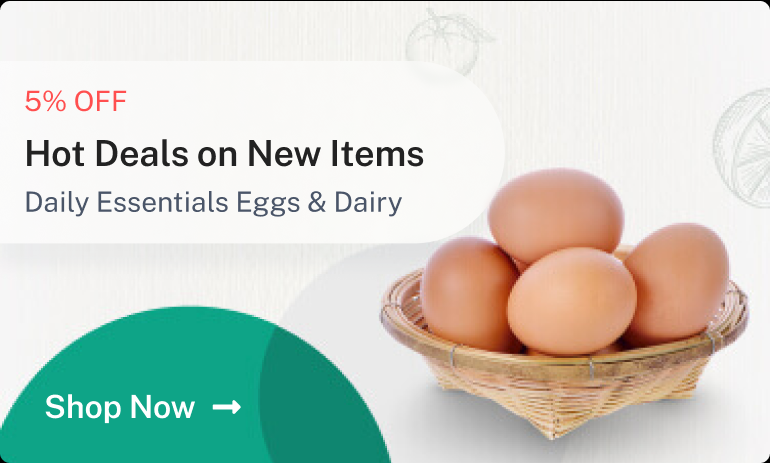 5% OFF
Hot Deals on New Items
Daily Essentials Eggs & Dairy
Shop Now →